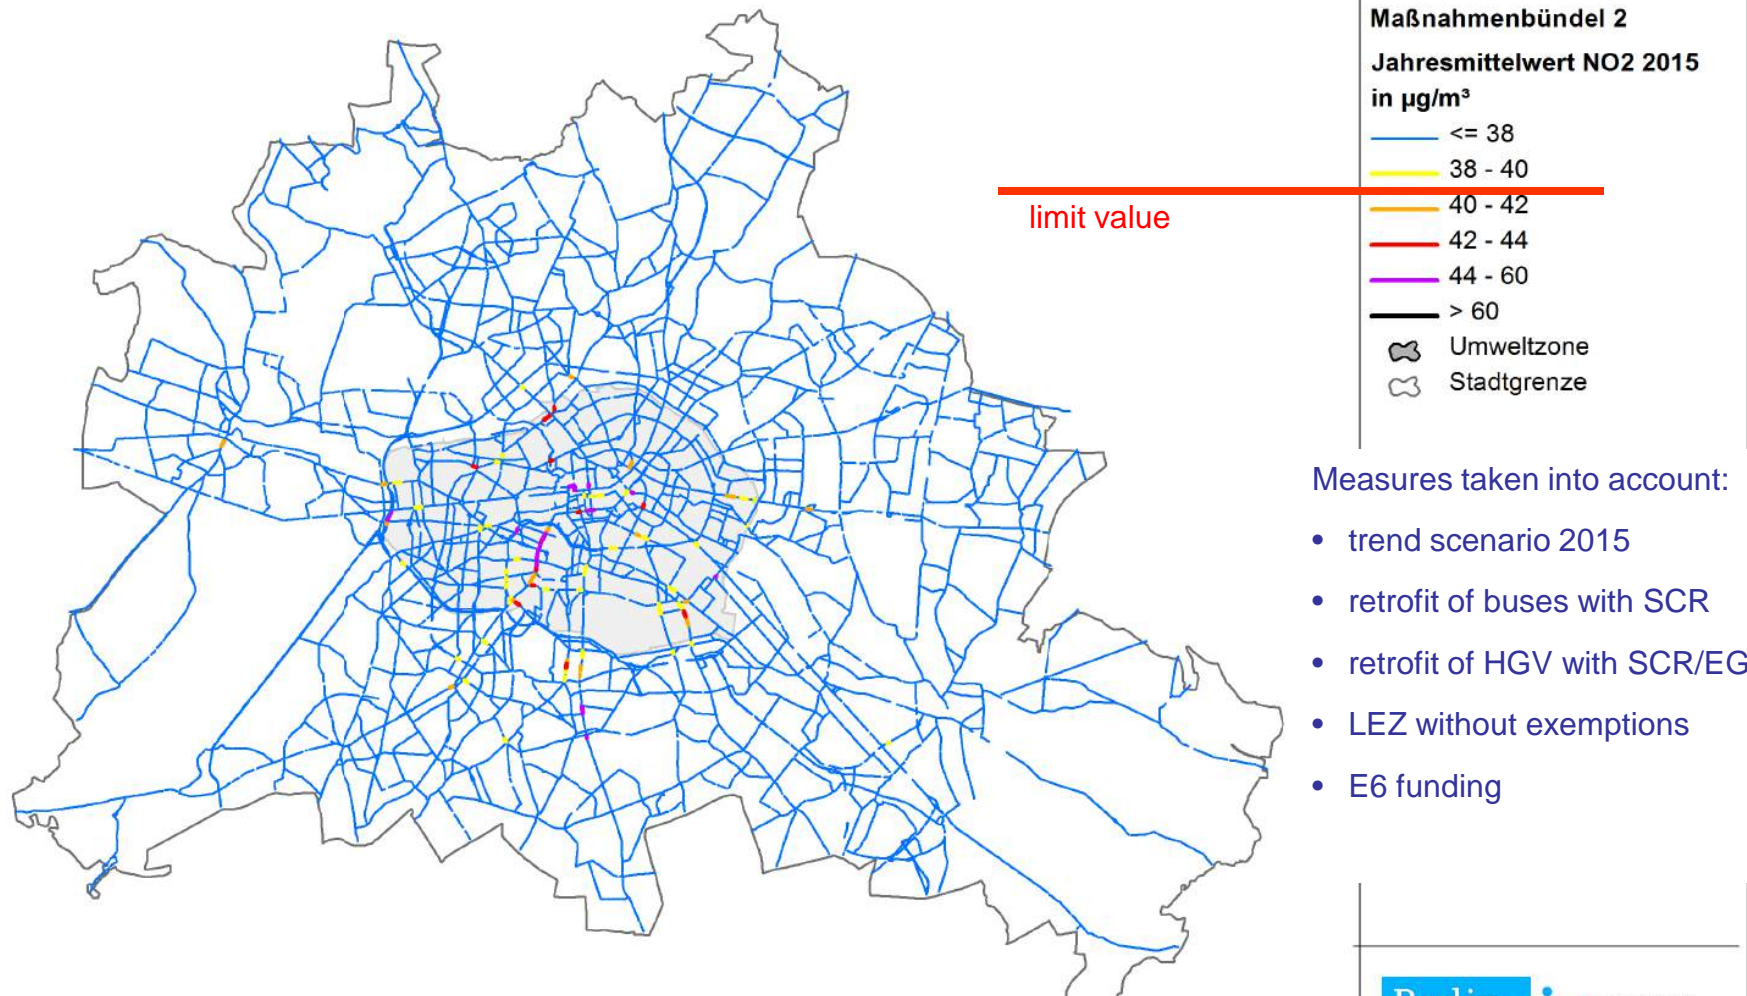 Maßnahmenbündel 2
Jahresmittelwert NO2 2015
in µg/m³
<= 38
38 - 40
40 - 42
42 - 44
44 - 60
> 60
Umweltzone
Stadtgrenze
limit value
Measures taken into account:
• trend scenario 2015
• retrofit of buses with SCR
• retrofit of HGV with SCR/EG
• LEZ without exemptions
• E6 funding